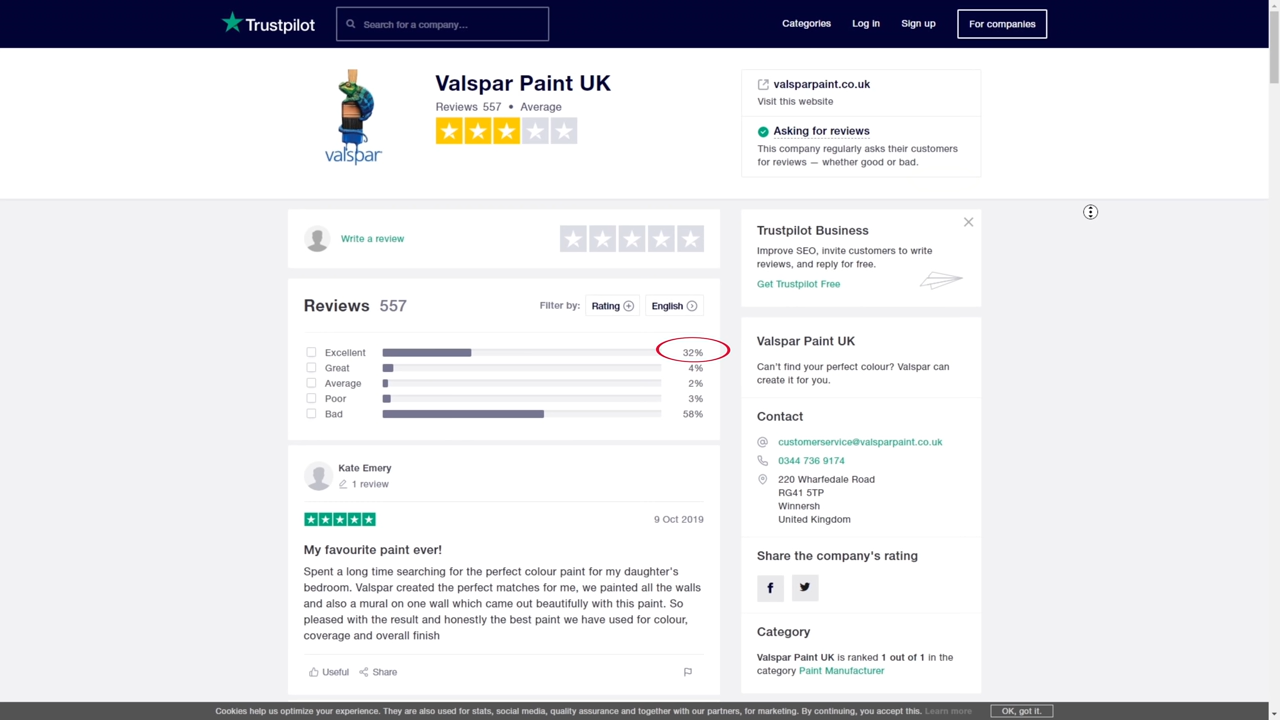 Trustpilot
Search for a company...
Categories
Log in
Sign up
For companies
valspar
Valspar Paint UK
Reviews 557 • Average
valsparpaint.co.uk
Visit this website
Asking for reviews
This company regularly asks their customers
for reviews — whether good or bad.
Write a review
Reviews 557
Filter by:
Rating
English
Excellent 32%
Great 4%
Average 2%
Poor 3%
Bad 58%
Kate Emery
1 review
9 Oct 2019
My favourite paint ever!
Spent a long time searching for the perfect colour paint for my daughter's
bedroom. Valspar created the perfect matches for me, we painted all the walls
and also a mural on one wall which came out beautifully with this paint. So
pleased with the result and honestly the best paint we have used for colour,
coverage and overall finish
Useful
Share
Trustpilot Business
Improve SEO, invite customers to write
reviews, and reply for free.
Get Trustpilot Free
Valspar Paint UK
Can't find your perfect colour? Valspar can
create it for you.
Contact
customerservice@valsparpaint.co.uk
0344 736 9174
220 Wharfedale Road
RG41 5TP
Winnersh
United Kingdom
Share the company's rating
Category
Valspar Paint UK is ranked 1 out of 1 in the
category Paint Manufacturer
Cookies help us optimize your experience. They are also used for stats, social media, quality assurance and together with our partners, for marketing. By continuing, you accept this. Learn more
OK, got it.